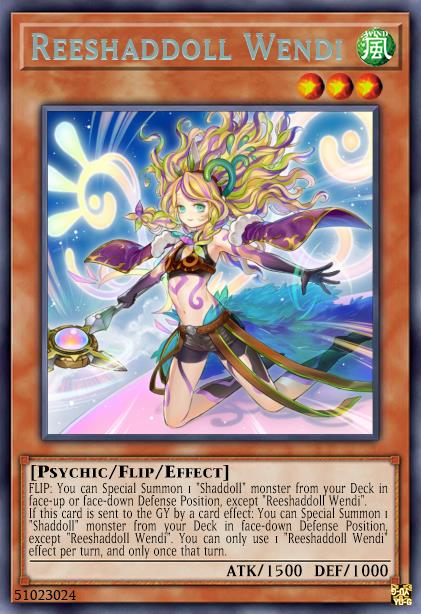 REESHADDOLL WENDI
WIND
風
[PSYCHIC/FLIP/EFFECT]
FLIP: You can Special Summon 1 "Shaddoll" monster from your Deck in
face-up or face-down Defense Position, except "Reeshaddoll Wendi".
If this card is sent to the GY by a card effect: You can Special Summon 1
"Shaddoll" monster from your Deck in face-down Defense Position,
except "Reeshaddoll Wendi". You can only use 1 "Reeshaddoll Wendi"
effect per turn, and only once that turn.
ATK/1500 DEF/1000
51023024